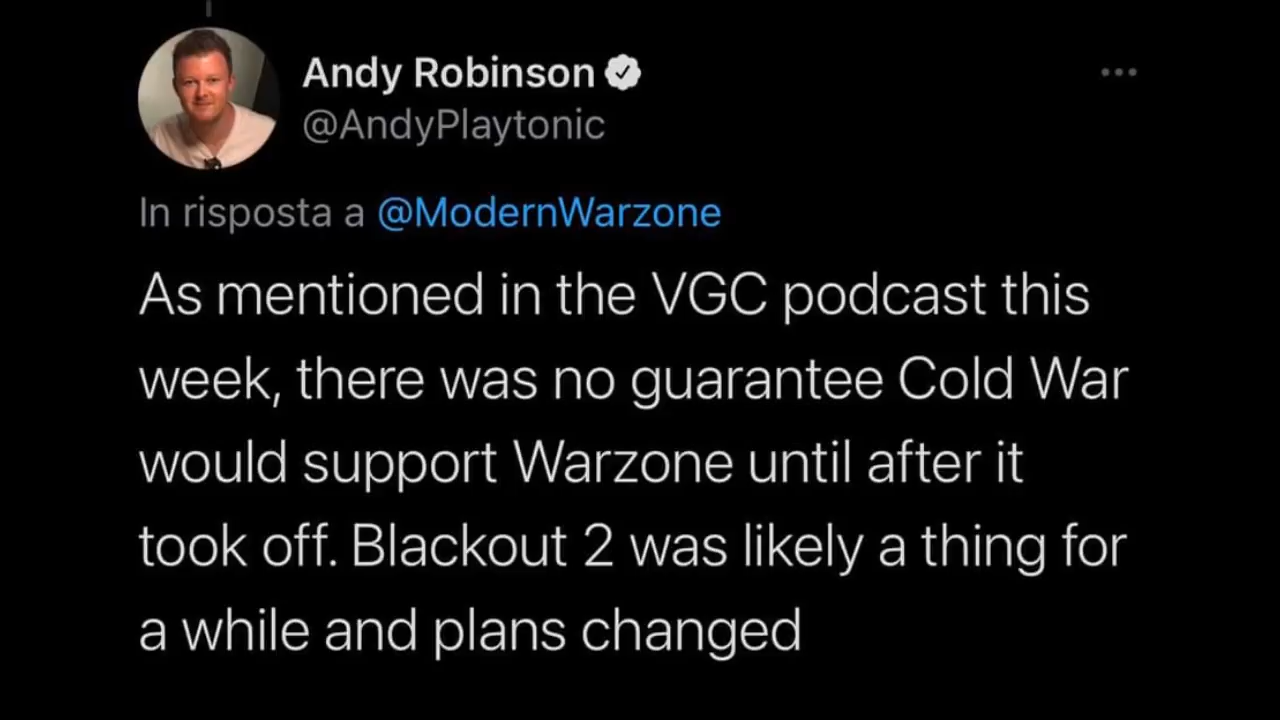 Andy Robinson
@AndyPlaytonic
In risposta a @ModernWarzone
As mentioned in the VGC podcast this
week, there was no guarantee Cold War
would support Warzone until after it
took off. Blackout 2 was likely a thing for
a while and plans changed